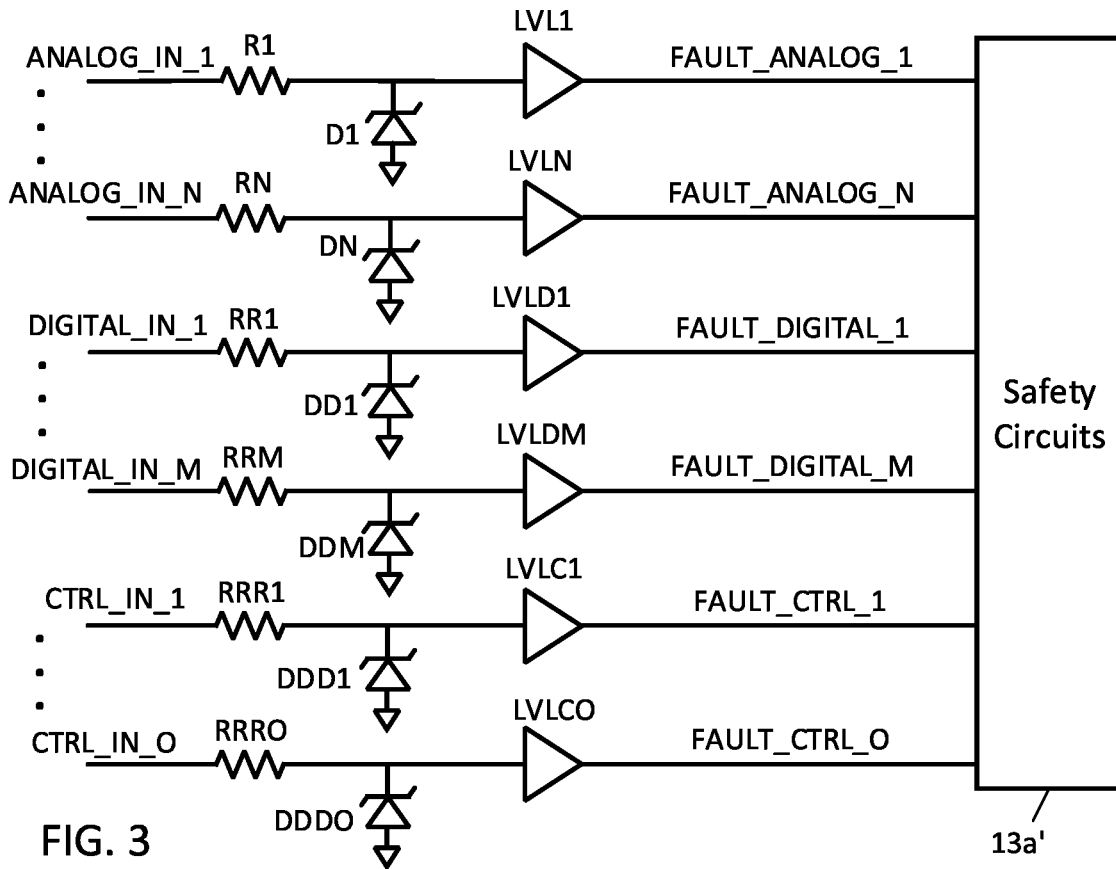 ANALOG_IN_1 R1 LVL1 FAULT_ANALOG_1
D1
ANALOG_IN_N RN LVLN FAULT_ANALOG_N
DN
DIGITAL_IN_1 RR1 LVLD1 FAULT_DIGITAL_1
DD1
Safety
Circuits
DIGITAL_IN_M RRM LVLDM FAULT_DIGITAL_M
DDM
CTRL_IN_1 RRR1 LVLC1 FAULT_CTRL_1
DDD1
CTRL_IN_O RRRO LVLCO FAULT_CTRL_O
DDDO
FIG. 3
13a'